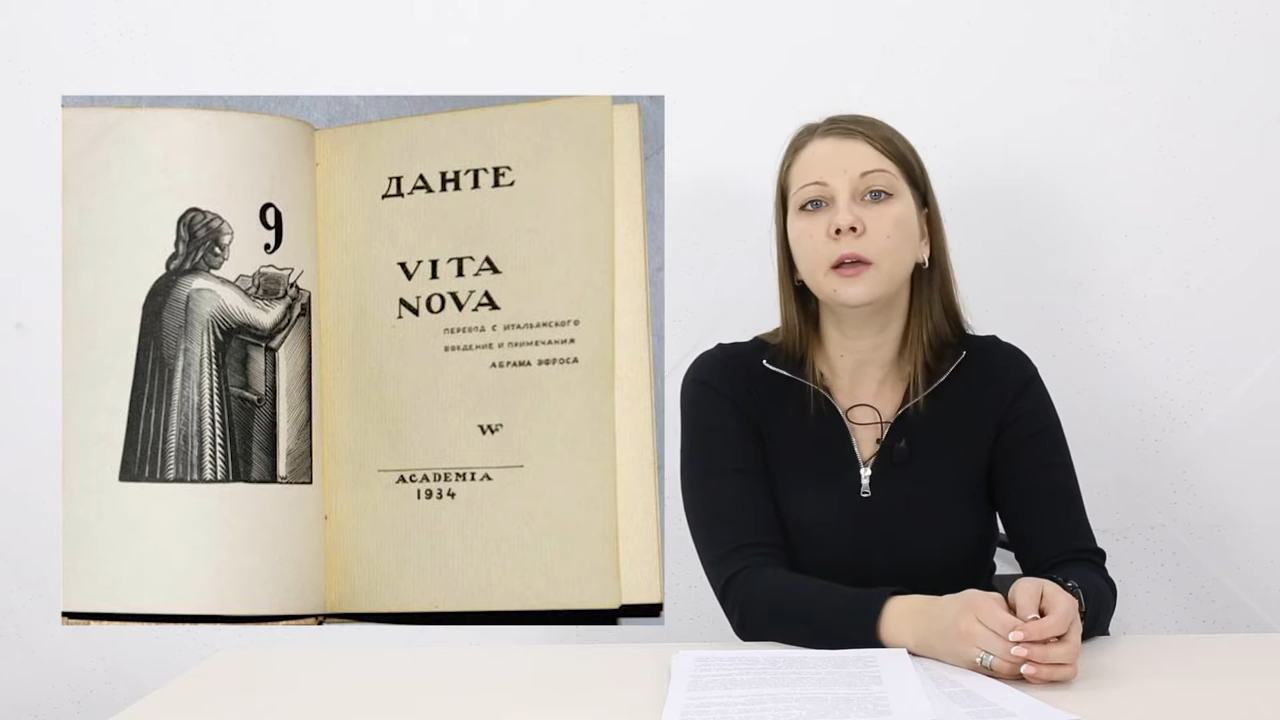 9
ДАНТЕ
VITA
NOVA
ПЕРЕВОД С ИТАЛЬЯНСКОГО
ВВЕДЕНИЕ И ПРИМЕЧАНИЯ
АБРАМА ЭФРОСА
ACADEMIA
1934